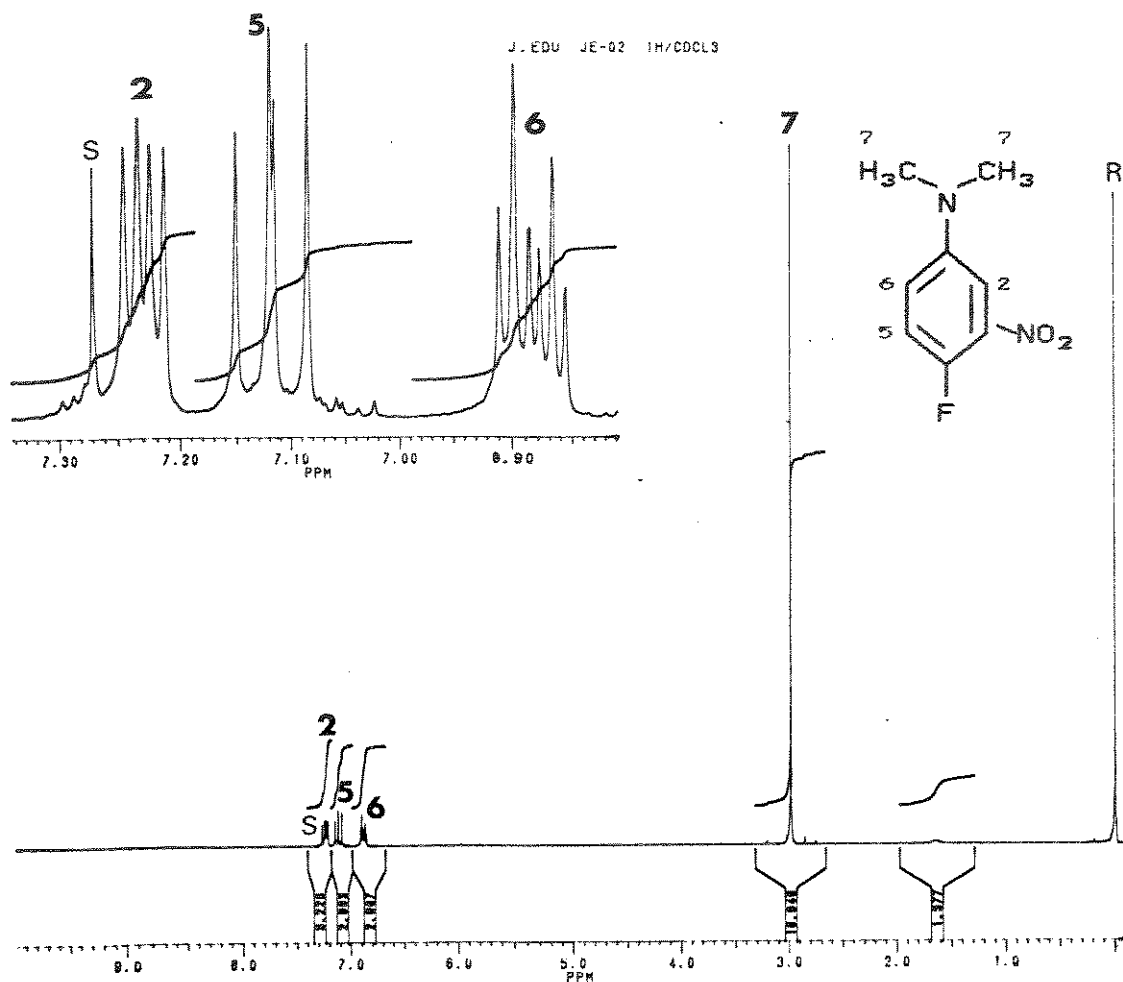 5
J.EDU JE-02 1H/CDCL3
2
6
7
S
7 7
R
H₃C CH₃
N
6 2
5 NO₂
F
7.30 7.20 7.10 7.00 6.90
PPM
2
5
S 6
9.0 8.0 7.0 6.0 5.0 4.0 3.0 2.0 1.0
PPM